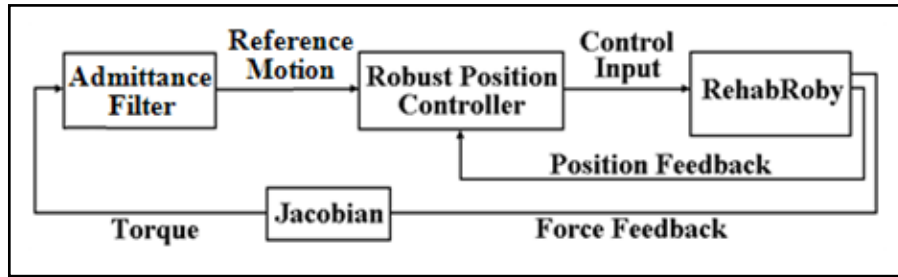 Admittance
Filter
Reference
Motion
Robust Position
Controller
Control
Input
RehabRoby
Position Feedback
Jacobian
Torque
Force Feedback